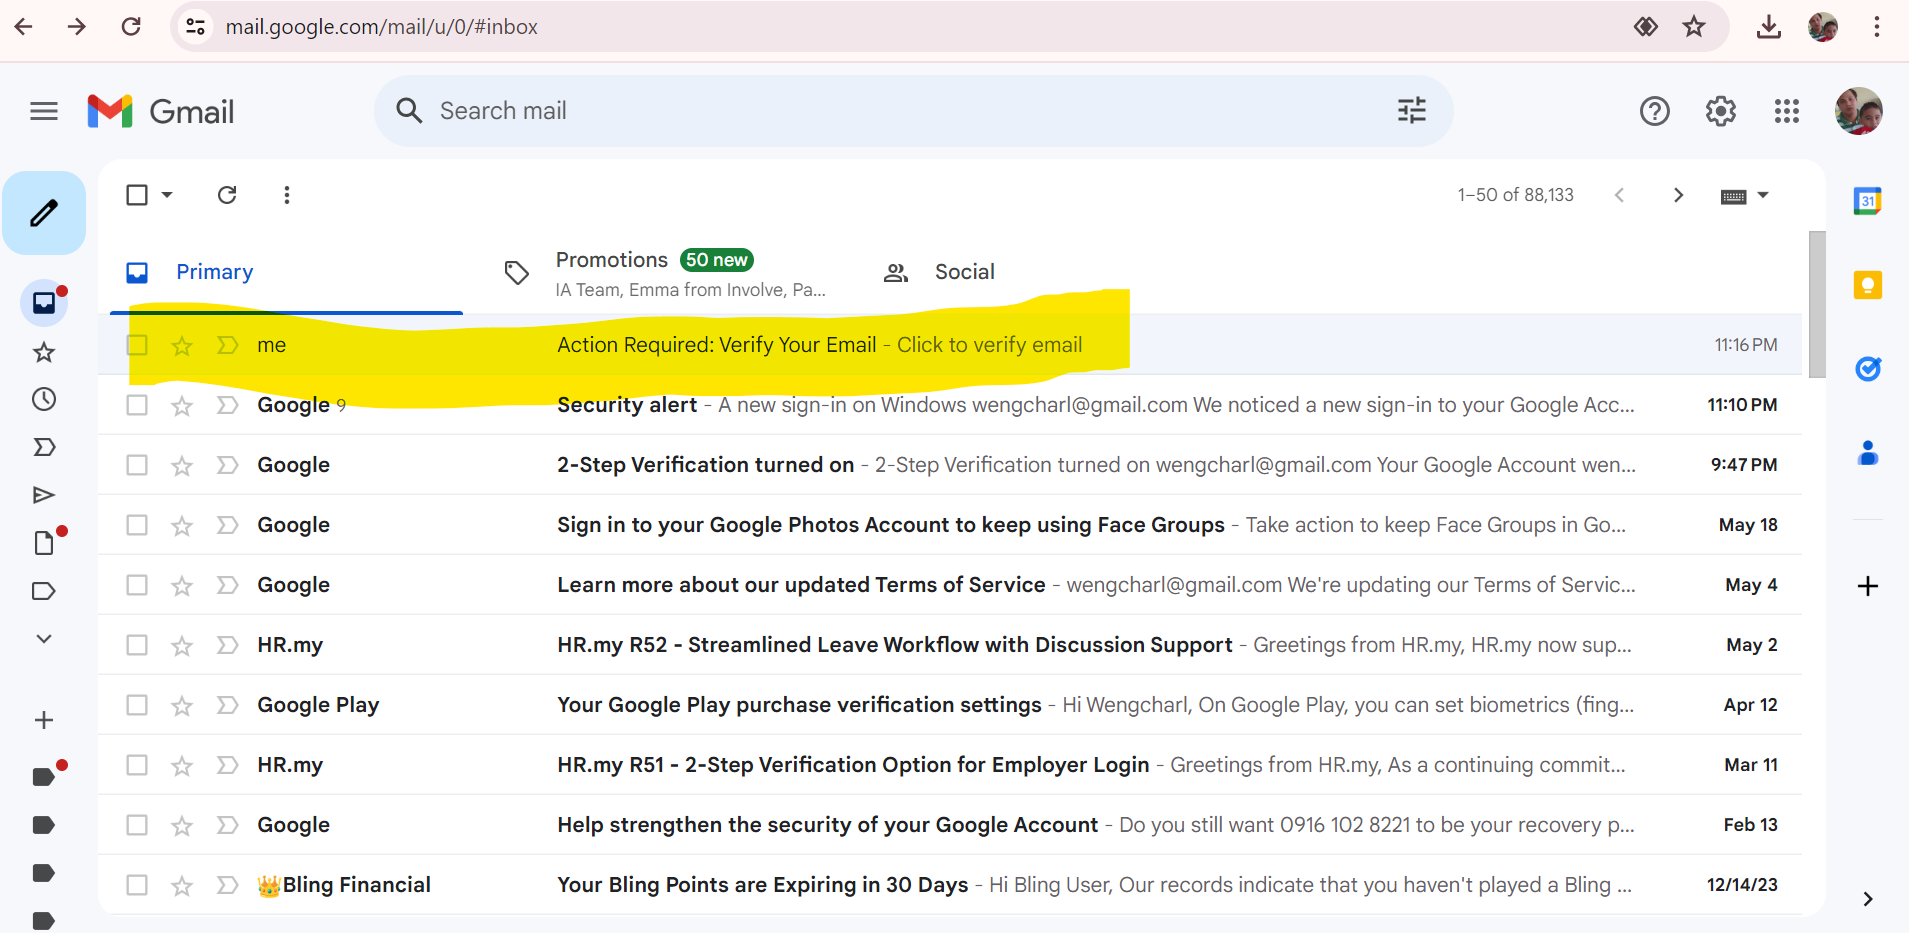 mail.google.com/mail/u/0/#inbox
Gmail
Search mail
1–50 of 88,133
Primary
Promotions 50 new
IA Team, Emma from Involve, Pa...
Social
31
me Action Required: Verify Your Email - Click to verify email 11:16 PM
Google 9 Security alert - A new sign-in on Windows wengcharl@gmail.com We noticed a new sign-in to your Google Acc... 11:10 PM
Google 2-Step Verification turned on - 2-Step Verification turned on wengcharl@gmail.com Your Google Account wen... 9:47 PM
Google Sign in to your Google Photos Account to keep using Face Groups - Take action to keep Face Groups in Go... May 18
Google Learn more about our updated Terms of Service - wengcharl@gmail.com We're updating our Terms of Servic... May 4
HR.my HR.my R52 - Streamlined Leave Workflow with Discussion Support - Greetings from HR.my, HR.my now sup... May 2
Google Play Your Google Play purchase verification settings - Hi Wengcharl, On Google Play, you can set biometrics (fing... Apr 12
HR.my HR.my R51 - 2-Step Verification Option for Employer Login - Greetings from HR.my, As a continuing commit... Mar 11
Google Help strengthen the security of your Google Account - Do you still want 0916 102 8221 to be your recovery p... Feb 13
👑Bling Financial Your Bling Points are Expiring in 30 Days - Hi Bling User, Our records indicate that you haven't played a Bling ... 12/14/23